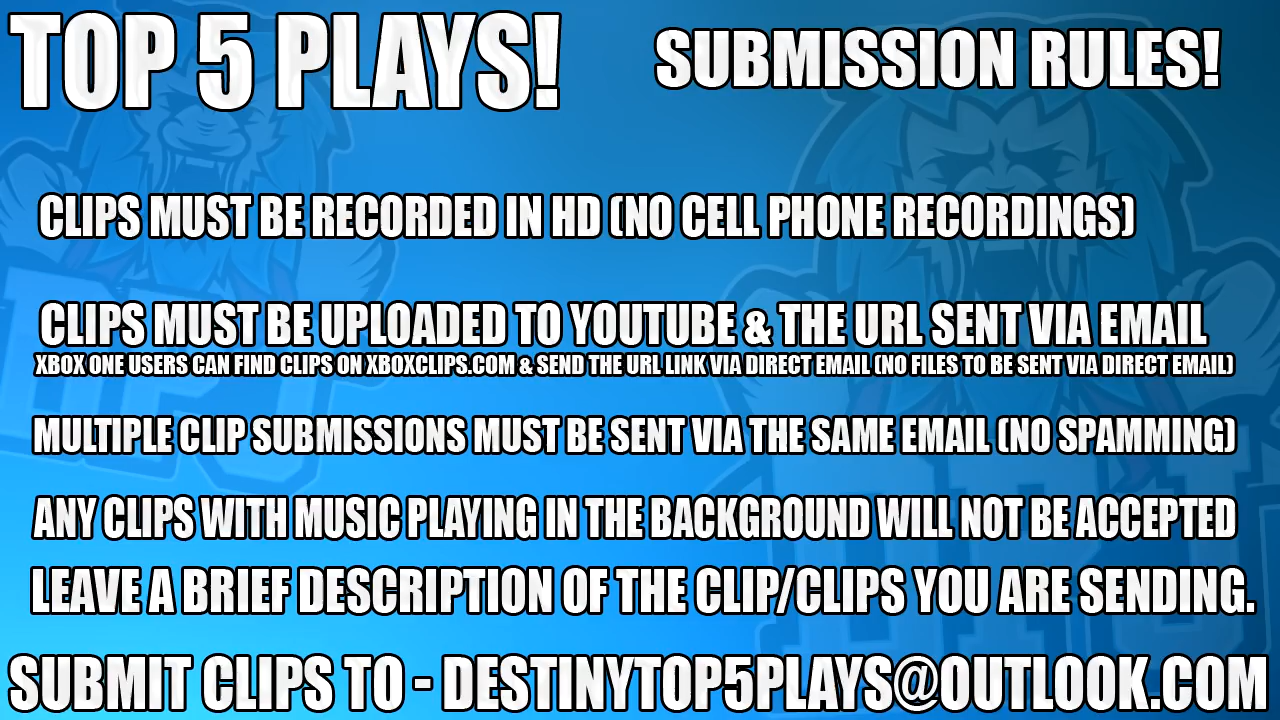 TOP 5 PLAYS!
SUBMISSION RULES!
CLIPS MUST BE RECORDED IN HD (NO CELL PHONE RECORDINGS)
CLIPS MUST BE UPLOADED TO YOUTUBE & THE URL SENT VIA EMAIL
XBOX ONE USERS CAN FIND CLIPS ON XBOXCLIPS.COM & SEND THE URL LINK VIA DIRECT EMAIL (NO FILES TO BE SENT VIA DIRECT EMAIL)
MULTIPLE CLIP SUBMISSIONS MUST BE SENT VIA THE SAME EMAIL (NO SPAMMING)
ANY CLIPS WITH MUSIC PLAYING IN THE BACKGROUND WILL NOT BE ACCEPTED
LEAVE A BRIEF DESCRIPTION OF THE CLIP/CLIPS YOU ARE SENDING.
SUBMIT CLIPS TO - DESTINYTOP5PLAYS@OUTLOOK.COM